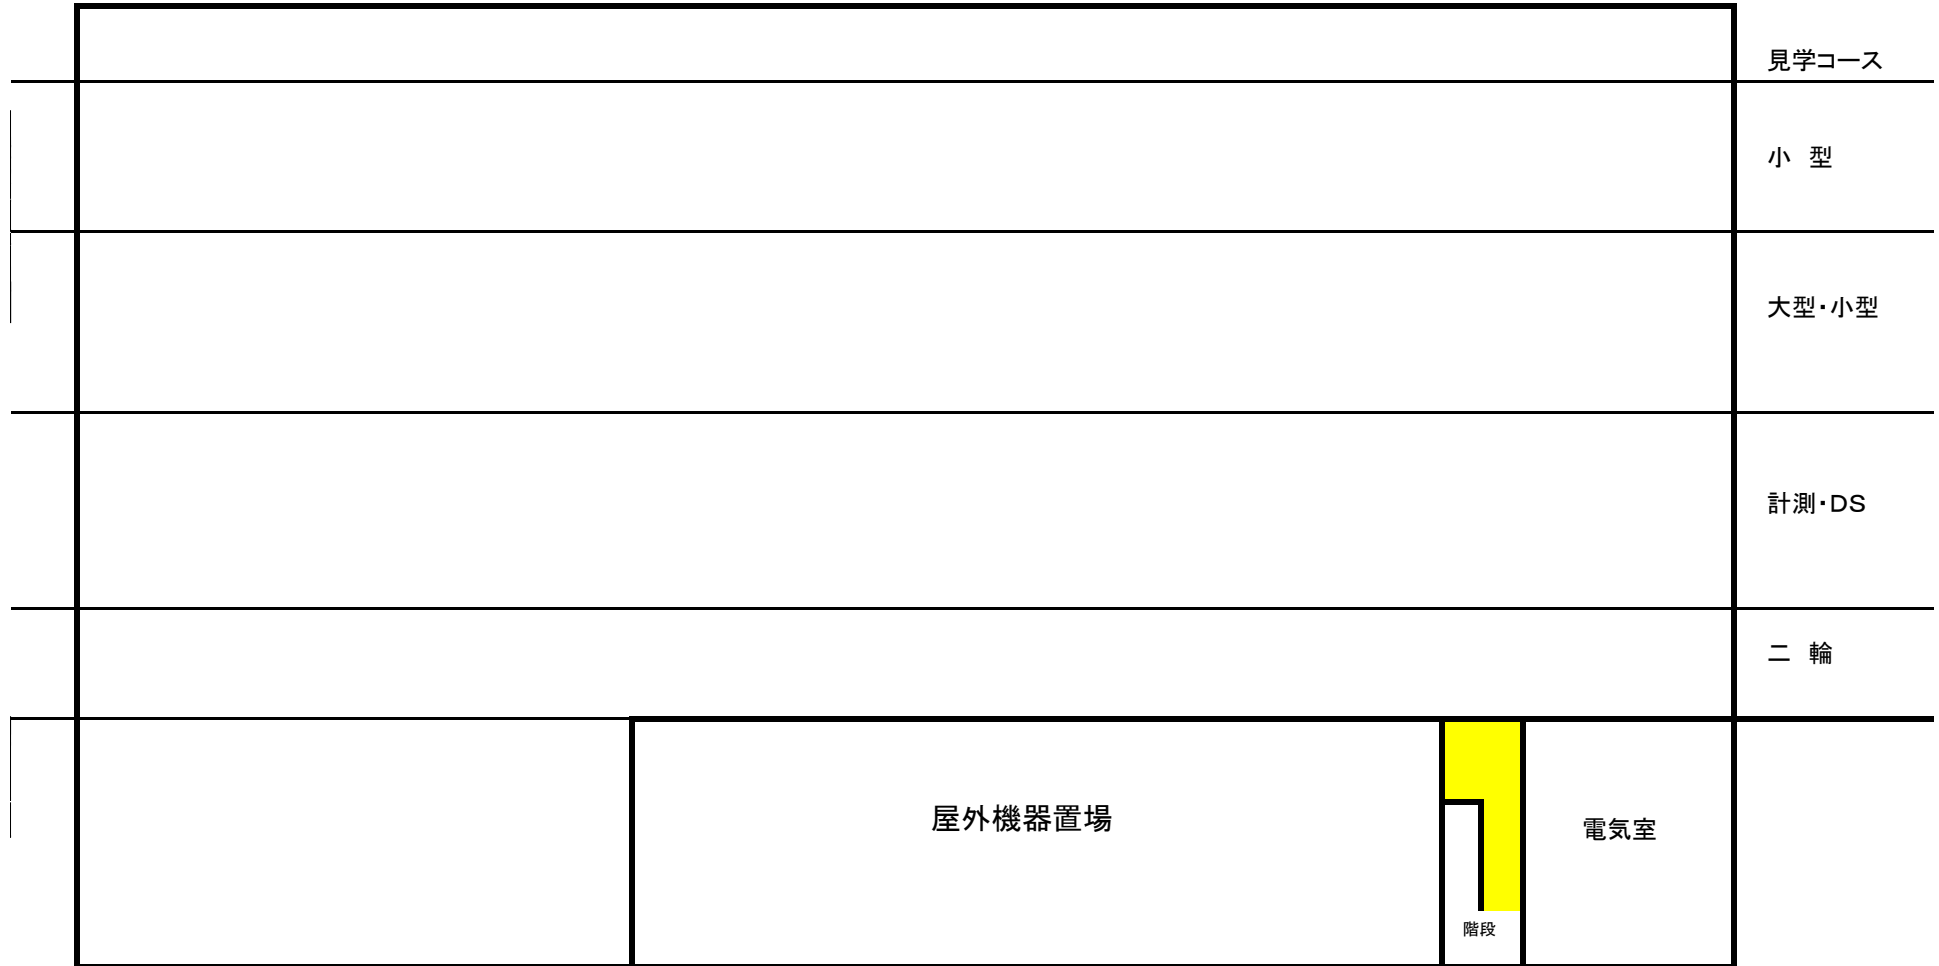 見学コース
小　型
大型・小型
計測・DS
二　輪
屋外機器置場
電気室
階段